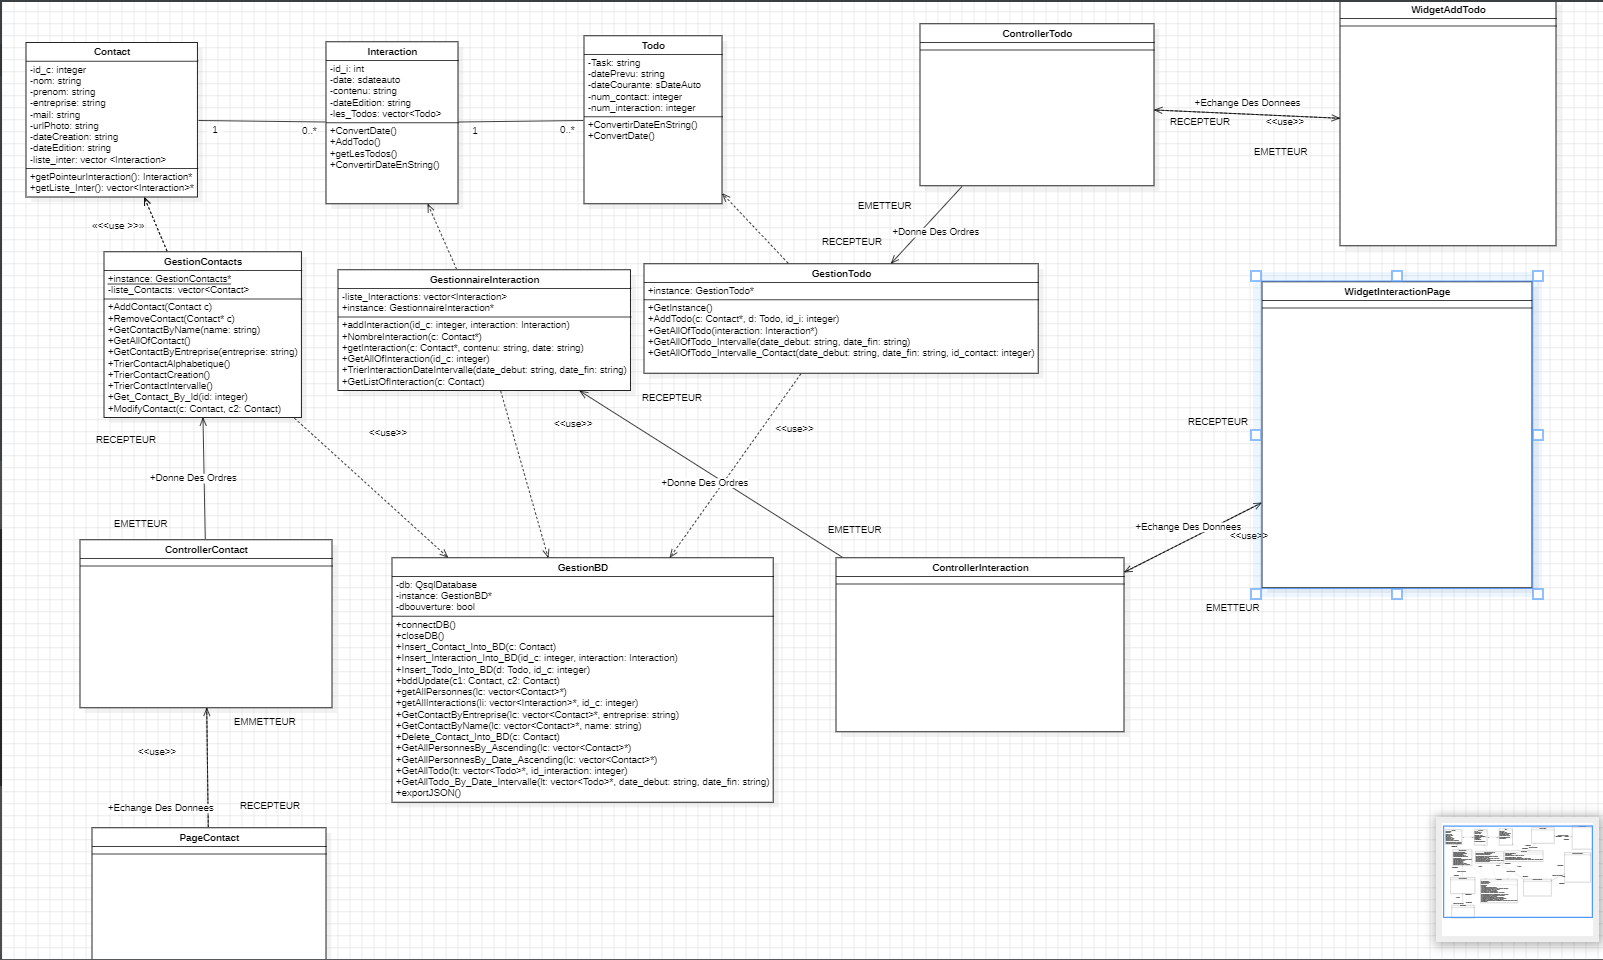 Contact
-id_c: integer
-nom: string
-prenom: string
-entreprise: string
-mail: string
-urlPhoto: string
-dateCreation: string
-dateEdition: string
-liste_inter: vector <Interaction>
+getPointeurInteraction(): Interaction*
+getListe_Inter(): vector<Interaction>*
1
0..*
Interaction
-id_i: int
-date: sdateauto
-contenu: string
-dateEdition: string
-les_Todos: vector<Todo>
+ConvertDate()
+AddTodo()
+getLesTodos()
+ConvertirDateEnString()
1
0..*
Todo
-Task: string
-datePrevu: string
-dateCourante: sDateAuto
-num_contact: integer
-num_interaction: integer
+ConvertirDateEnString()
+ConvertDate()
ControllerTodo
+Echange Des Donnees
RECEPTEUR
<<use>>
EMETTEUR
WidgetAddTodo
«<<use >>»
EMETTEUR
+Donne Des Ordres
RECEPTEUR
GestionContacts
+instance: GestionContacts*
-liste_Contacts: vector<Contact>
+AddContact(Contact c)
+RemoveContact(Contact* c)
+GetContactByName(name: string)
+GetAllOfContact()
+GetContactByEntreprise(entreprise: string)
+TrierContactAlphabetique()
+TrierContactCreation()
+TrierContactIntervalle()
+Get_Contact_By_Id(id: integer)
+ModifyContact(c: Contact, c2: Contact)
GestionnaireInteraction
-liste_Interactions: vector<Interaction>
+instance: GestionnaireInteraction*
+addInteraction(id_c: integer, interaction: Interaction)
+NombreInteraction(c: Contact*)
+getInteraction(c: Contact*, contenu: string, date: string)
+GetAllOfInteraction(id_c: integer)
+TrierInteractionDateIntervalle(date_debut: string, date_fin: string)
+GetListOfInteraction(c: Contact)
GestionTodo
+instance: GestionTodo*
+GetInstance()
+AddTodo(c: Contact*, d: Todo, id_i: integer)
+GetAllOfTodo(interaction: Interaction*)
+GetAllOfTodo_Intervalle(date_debut: string, date_fin: string)
+GetAllOfTodo_Intervalle_Contact(date_debut: string, date_fin: string, id_contact: integer)
WidgetInteractionPage
RECEPTEUR
RECEPTEUR
<<use>>
<<use>>
<<use>>
RECEPTEUR
+Donne Des Ordres
+Donne Des Ordres
EMETTEUR
EMETTEUR
+Echange Des Donnees
<<use>>
EMETTEUR
ControllerContact
GestionBD
-db: QsqlDatabase
-instance: GestionBD*
-dbouverture: bool
+connectDB()
+closeDB()
+Insert_Contact_Into_BD(c: Contact)
+Insert_Interaction_Into_BD(id_c: integer, interaction: Interaction)
+Insert_Todo_Into_BD(d: Todo, id_c: integer)
+bddUpdate(c1: Contact, c2: Contact)
+getAllPersonnes(lc: vector<Contact>*)
+getAllInteractions(li: vector<Interaction>*, id_c: integer)
+GetContactByEntreprise(lc: vector<Contact>*, entreprise: string)
+GetContactByName(lc: vector<Contact>*, name: string)
+Delete_Contact_Into_BD(c: Contact)
+GetAllPersonnesBy_Ascending(lc: vector<Contact>*)
+GetAllPersonnesBy_Date_Ascending(lc: vector<Contact>*)
+GetAllTodo(lt: vector<Todo>*, id_interaction: integer)
+GetAllTodo_By_Date_Intervalle(lt: vector<Todo>*, date_debut: string, date_fin: string)
+exportJSON()
ControllerInteraction
EMMETTEUR
<<use>>
+Echange Des Donnees
RECEPTEUR
PageContact